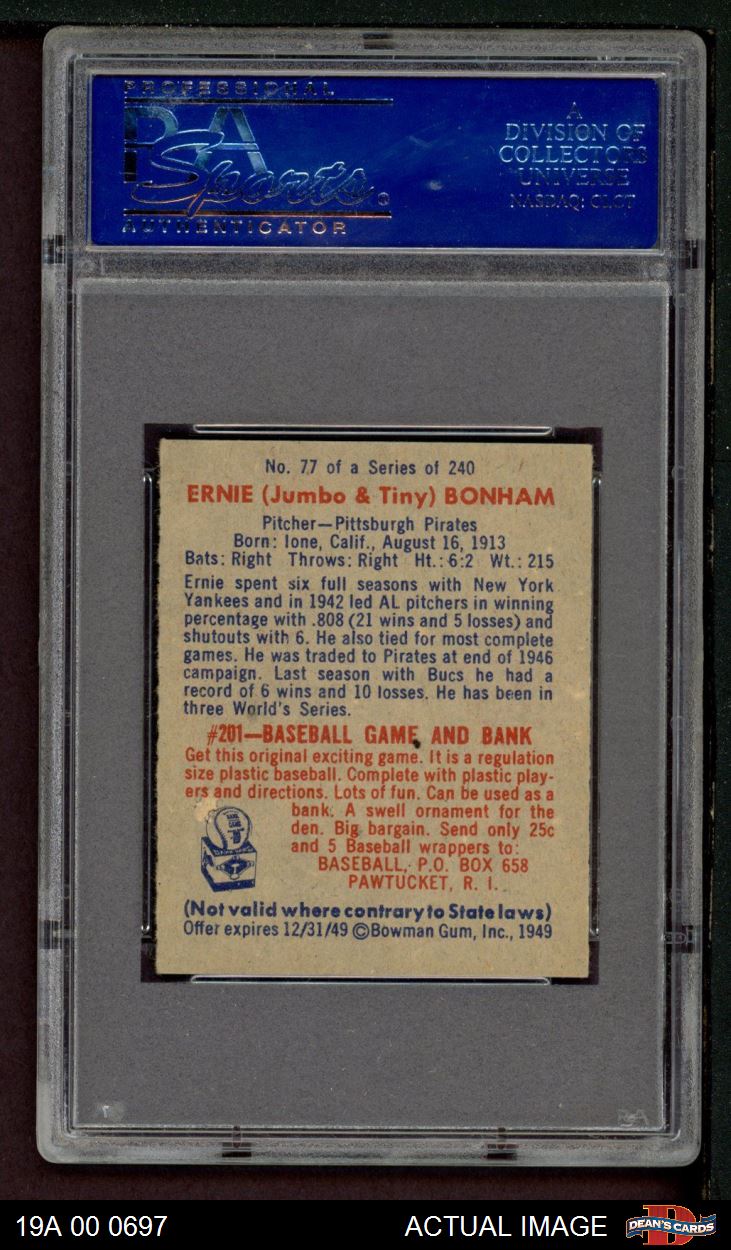 PROFESSIONAL
PSA
Sports
AUTHENTICATOR
A
DIVISION OF
COLLECTORS
UNIVERSE
NASDAQ: CLCT
No. 77 of a Series of 240
ERNIE (Jumbo & Tiny) BONHAM
Pitcher—Pittsburgh Pirates
Born: Ione, Calif., August 16, 1913
Bats: Right Throws: Right Ht.: 6:2 Wt.: 215
Ernie spent six full seasons with New York
Yankees and in 1942 led AL pitchers in winning
percentage with .808 (21 wins and 5 losses) and
shutouts with 6. He also tied for most complete
games. He was traded to Pirates at end of 1946
campaign. Last season with Bucs he had a
record of 6 wins and 10 losses. He has been in
three World's Series.
#201—BASEBALL GAME AND BANK
Get this original exciting game. It is a regulation
size plastic baseball. Complete with plastic play-
ers and directions. Lots of fun. Can be used as a
bank. A swell ornament for the
den. Big bargain. Send only 25c
and 5 Baseball wrappers to:
BASEBALL, P.O. BOX 658
PAWTUCKET, R. I.
(Not valid where contrary to State laws)
Offer expires 12/31/49 ©Bowman Gum, Inc., 1949
PSA
19A 00 0697
ACTUAL IMAGE
DEAN'S CARDS